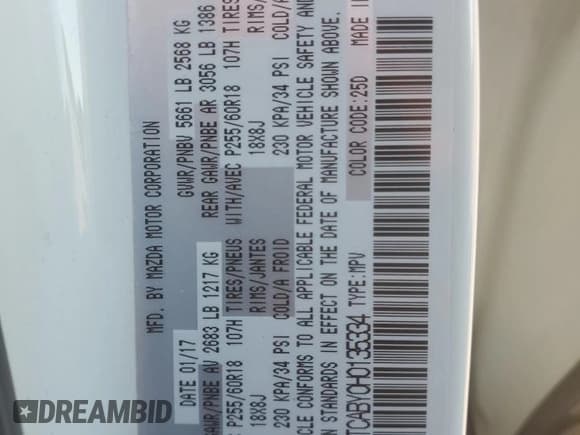 MFD. BY MAZDA MOTOR CORPORATION
DATE 01/17 GVWR/PNBV 5661 LB 2568 KG
GAWR/PNBE AV 2683 LB 1217 KG REAR GAWR/PNBE AR 3056 LB 1386
P255/60R18 107H TIRES/PNEUS WITH/AVEC P255/60R18 107H TIRES
18X8J RIMS/JANTES 18X8J RIMS/
230 KPA/34 PSI COLD/A FROID 230 KPA/34 PSI COLD/A
CONFORMS TO ALL APPLICABLE FEDERAL MOTOR VEHICLE SAFETY AND
STANDARDS IN EFFECT ON THE DATE OF MANUFACTURE SHOWN ABOVE.
TCABY0H0135334 TYPE:MPV COLOR CODE:25D MADE I
DREAMBID